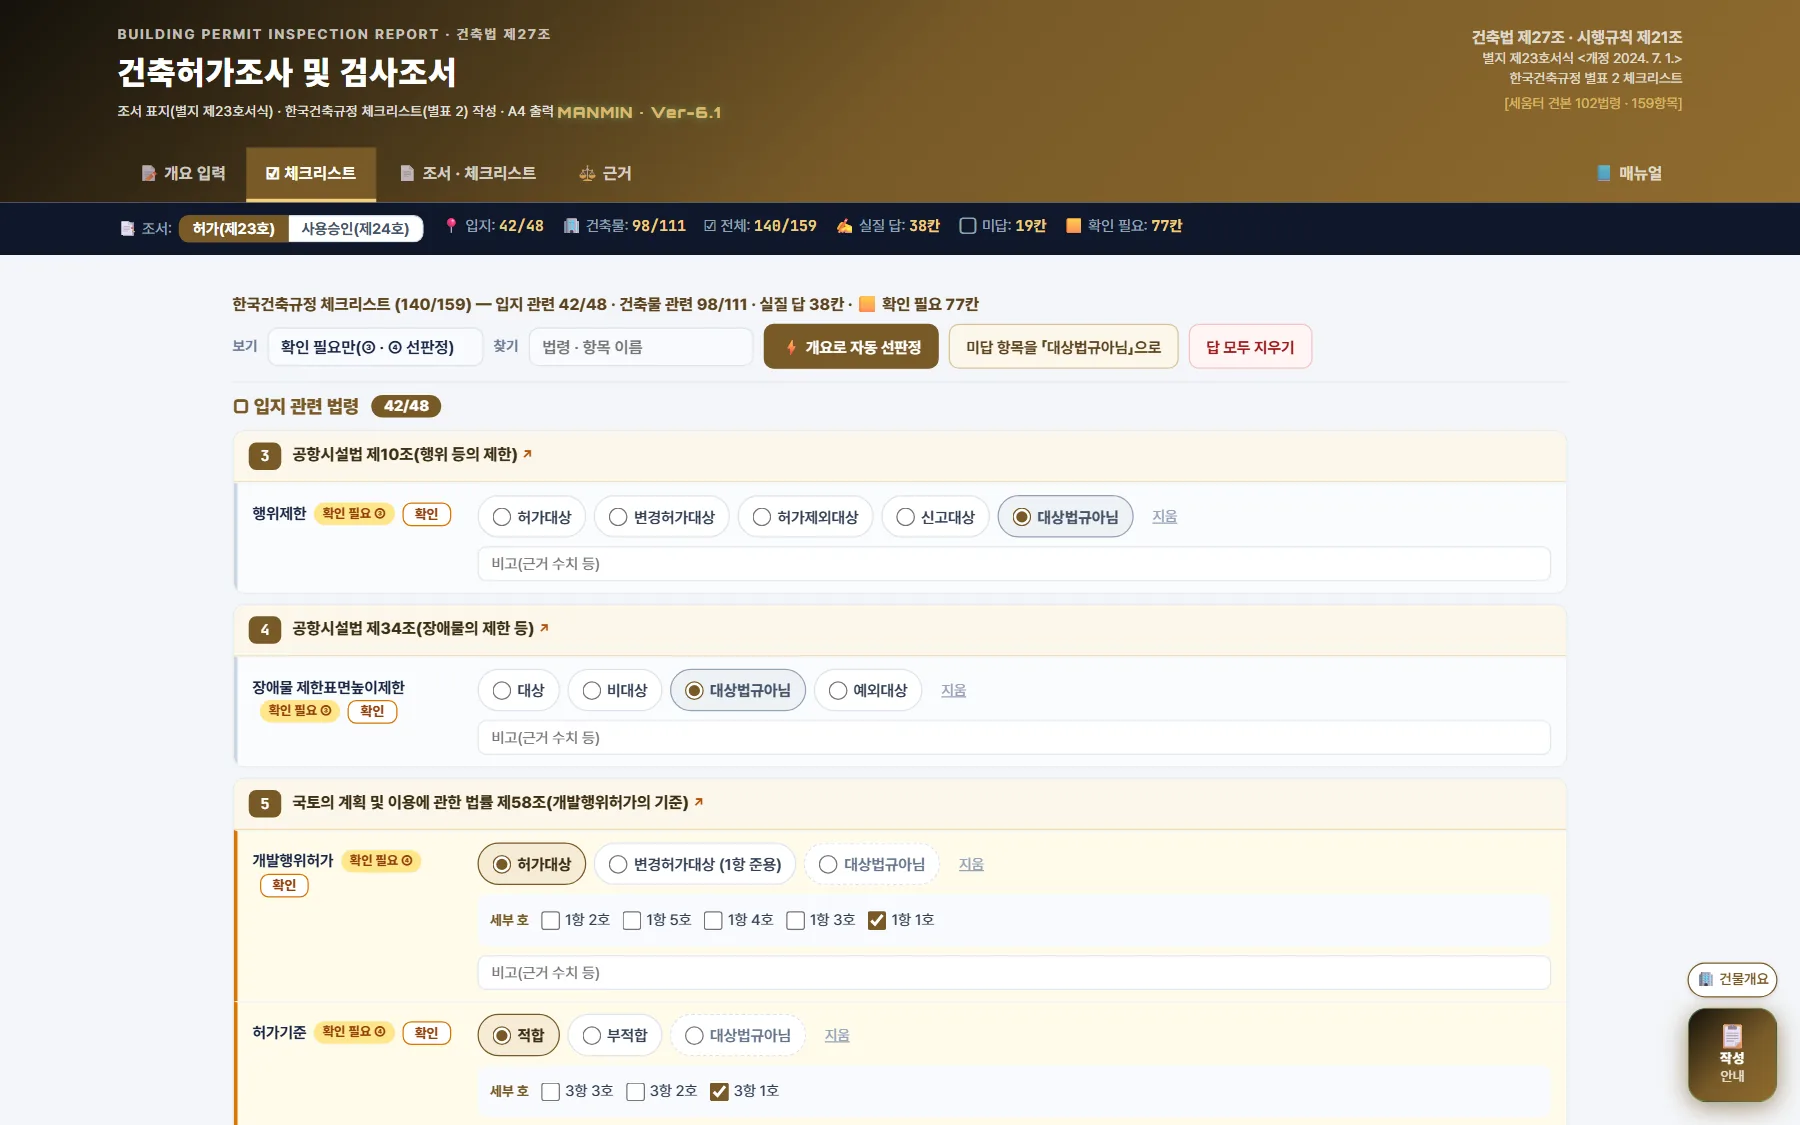 BUILDING PERMIT INSPECTION REPORT · 건축법 제27조
건축허가조사 및 검사조서
조서 표지(별지 제23호서식) · 한국건축규정 체크리스트(별표 2) 작성 · A4 출력 MANMIN · Ver-6.1
건축법 제27조 · 시행규칙 제21조
별지 제23호서식 <개정 2024. 7. 1.>
한국건축규정 별표 2 체크리스트
[세움터 견본 102법령 · 159항목]
개요 입력
체크리스트
조서 · 체크리스트
근거
매뉴얼
조서: 허가(제23호) 사용승인(제24호) 입지: 42/48 건축물: 98/111 전체: 140/159 실질 답: 38칸 미답: 19칸 확인 필요: 77칸
한국건축규정 체크리스트 (140/159) — 입지 관련 42/48 · 건축물 관련 98/111 · 실질 답 38칸 · 확인 필요 77칸
보기 확인 필요만(③ · ④ 선판정) 찾기 법령 · 항목 이름 개요로 자동 선판정 미답 항목을 「대상법규아님」으로 답 모두 지우기
입지 관련 법령 42/48
3 공항시설법 제10조(행위 등의 제한) ↗
행위제한 확인 필요 ③ 확인 허가대상 변경허가대상 허가제외대상 신고대상 대상법규아님 지움
비고(근거 수치 등)
4 공항시설법 제34조(장애물의 제한 등) ↗
장애물 제한표면높이제한 대상 비대상 대상법규아님 예외대상 지움
확인 필요 ③ 확인
비고(근거 수치 등)
5 국토의 계획 및 이용에 관한 법률 제58조(개발행위허가의 기준) ↗
개발행위허가 확인 필요 ④ 허가대상 변경허가대상 (1항 준용) 대상법규아님 지움
확인
세부 호 1항 2호 1항 5호 1항 4호 1항 3호 1항 1호
비고(근거 수치 등)
허가기준 확인 필요 ④ 확인 적합 부적합 대상법규아님 지움
세부 호 3항 3호 3항 2호 3항 1호
건물개요
작성
안내